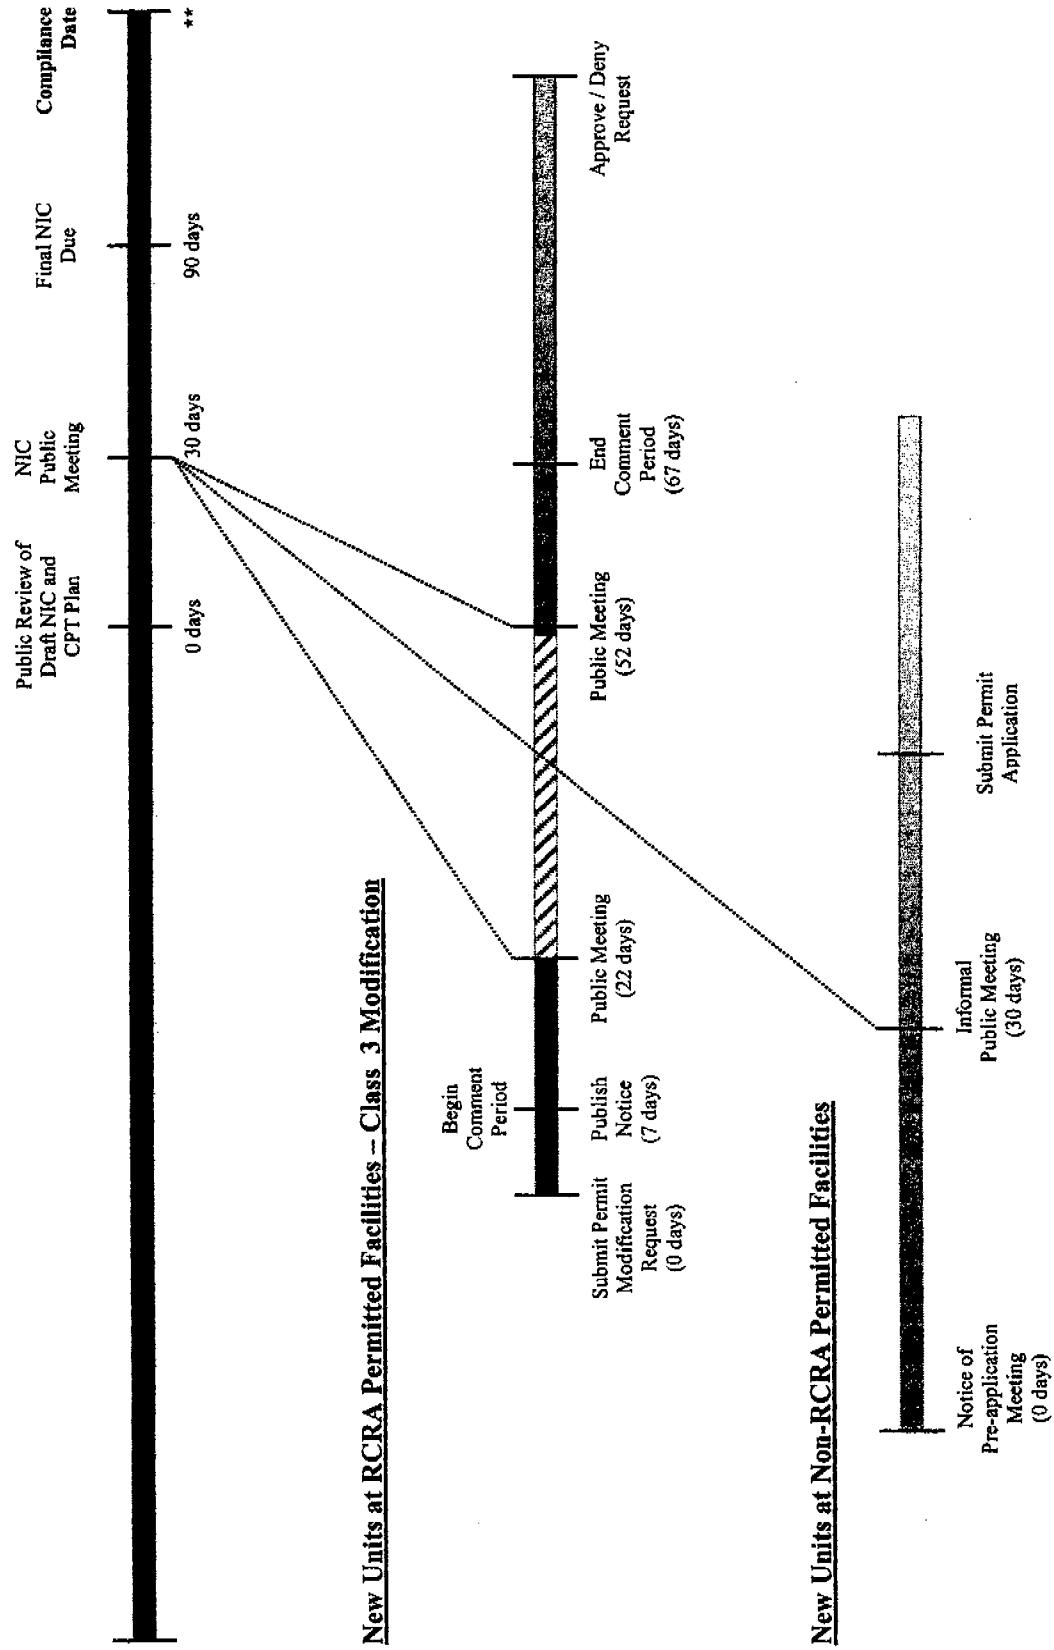 Public Review of
Draft NIC and
CPT Plan
NIC
Public
Meeting
Final NIC
Due
Compliance
Date
0 days
30 days
90 days
**
New Units at RCRA Permitted Facilities – Class 3 Modification
Begin
Comment
Period
Submit Permit
Modification
Request
(0 days)
Publish
Notice
(7 days)
Public Meeting
(22 days)
Public Meeting
(52 days)
End
Comment
Period
(67 days)
Approve / Deny
Request
New Units at Non-RCRA Permitted Facilities
Notice of
Pre-application
Meeting
(0 days)
Informal
Public Meeting
(30 days)
Submit Permit
Application